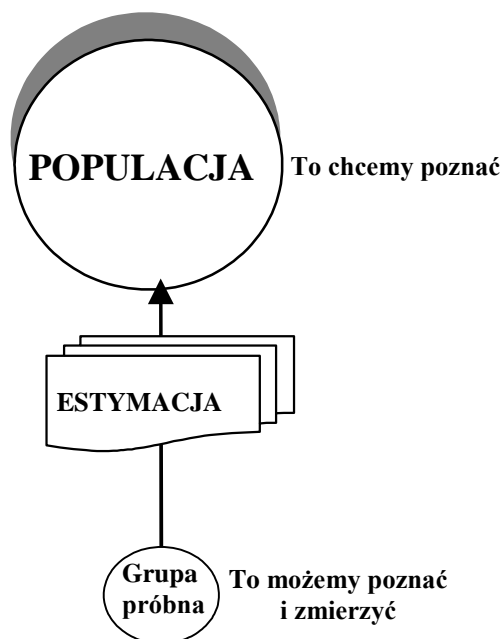 POPULACJA
To chcemy poznać
ESTYMACJA
Grupa
próbna
To możemy poznać
i zmierzyć